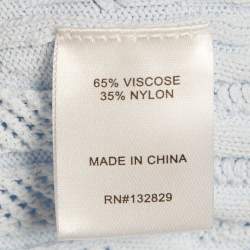 65% VISCOSE
35% NYLON
MADE IN CHINA
RN#132829